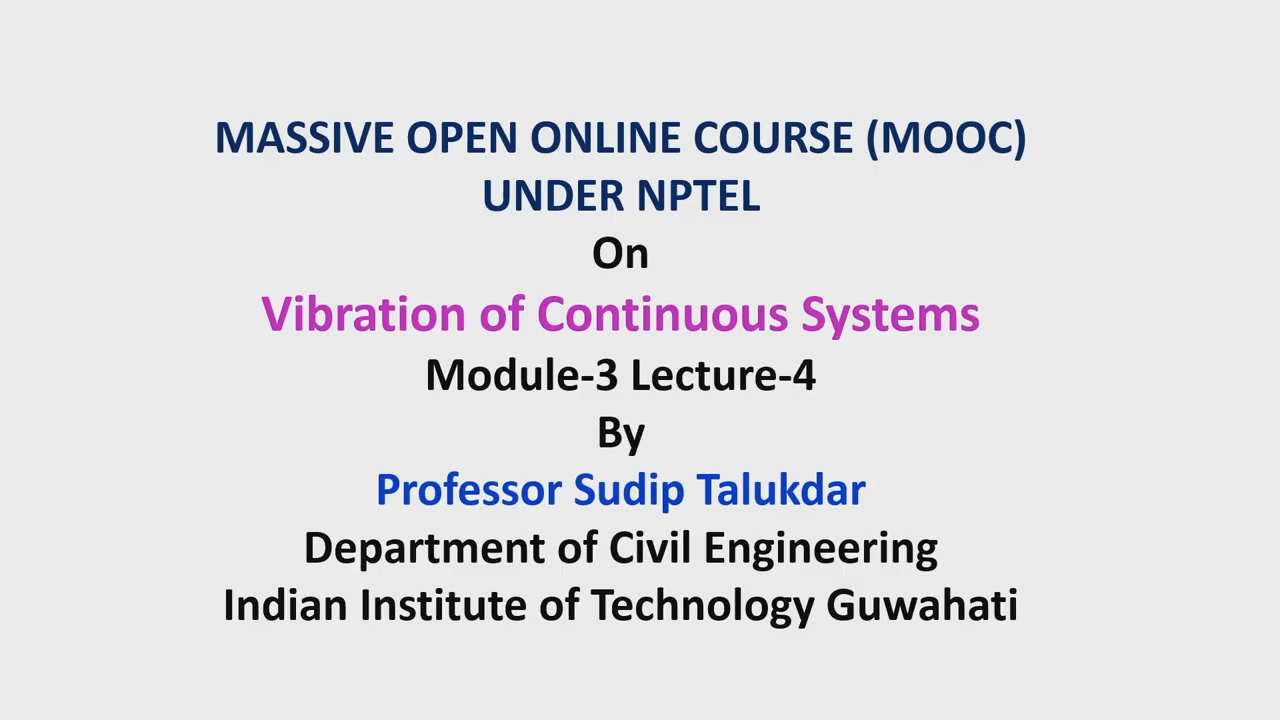 MASSIVE OPEN ONLINE COURSE (MOOC)
UNDER NPTEL
On
Vibration of Continuous Systems
Module-3 Lecture-4
By
Professor Sudip Talukdar
Department of Civil Engineering
Indian Institute of Technology Guwahati